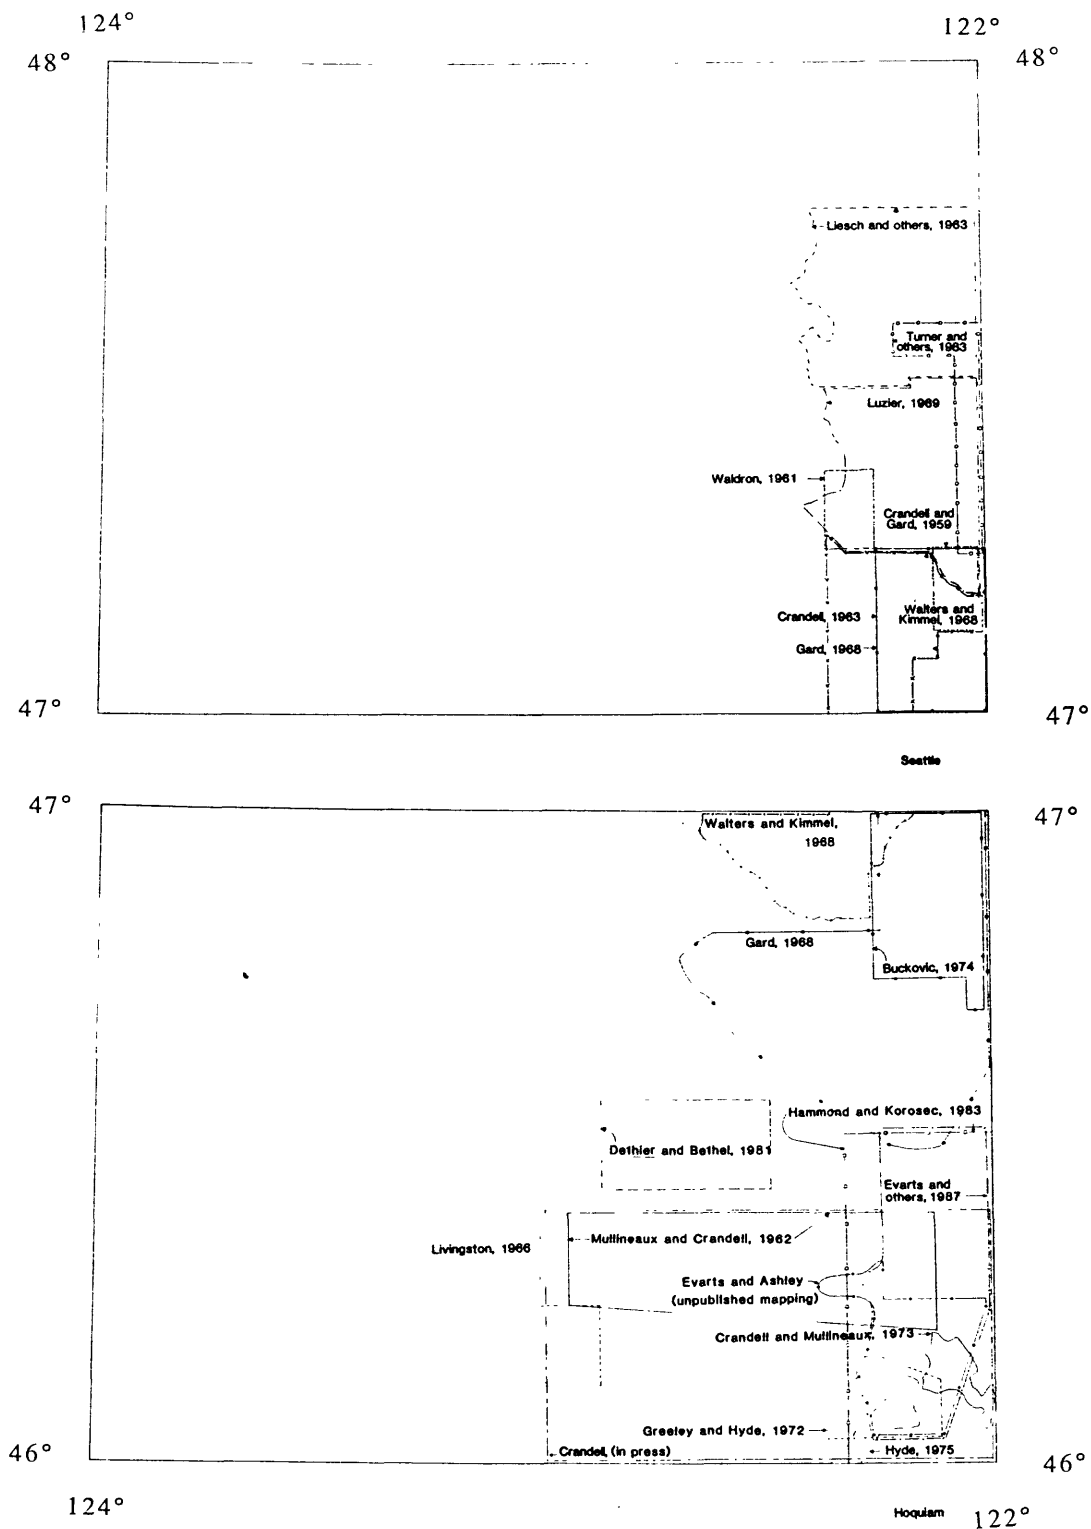 124°
122°
48°
48°
Liesch and others, 1963
Turner and
others, 1983
Luzier, 1969
Waldron, 1961
Crandell and
Gard, 1959
Crandell, 1963
Walters and
Kimmel, 1968
Gard, 1968
47°
47°
Seattle
47°
47°
Walters and Kimmel,
1968
Gard, 1968
Buckovic, 1974
Hammond and Korosec, 1983
Dethier and Bethel, 1981
Evarts and
others, 1987
Livingston, 1966
Mullineaux and Crandell, 1962
Evarts and Ashley
(unpublished mapping)
Crandell and Mullineaux, 1973
Greeley and Hyde, 1972
Crandell, (in press)
Hyde, 1975
46°
46°
124°
Hoquiam
122°